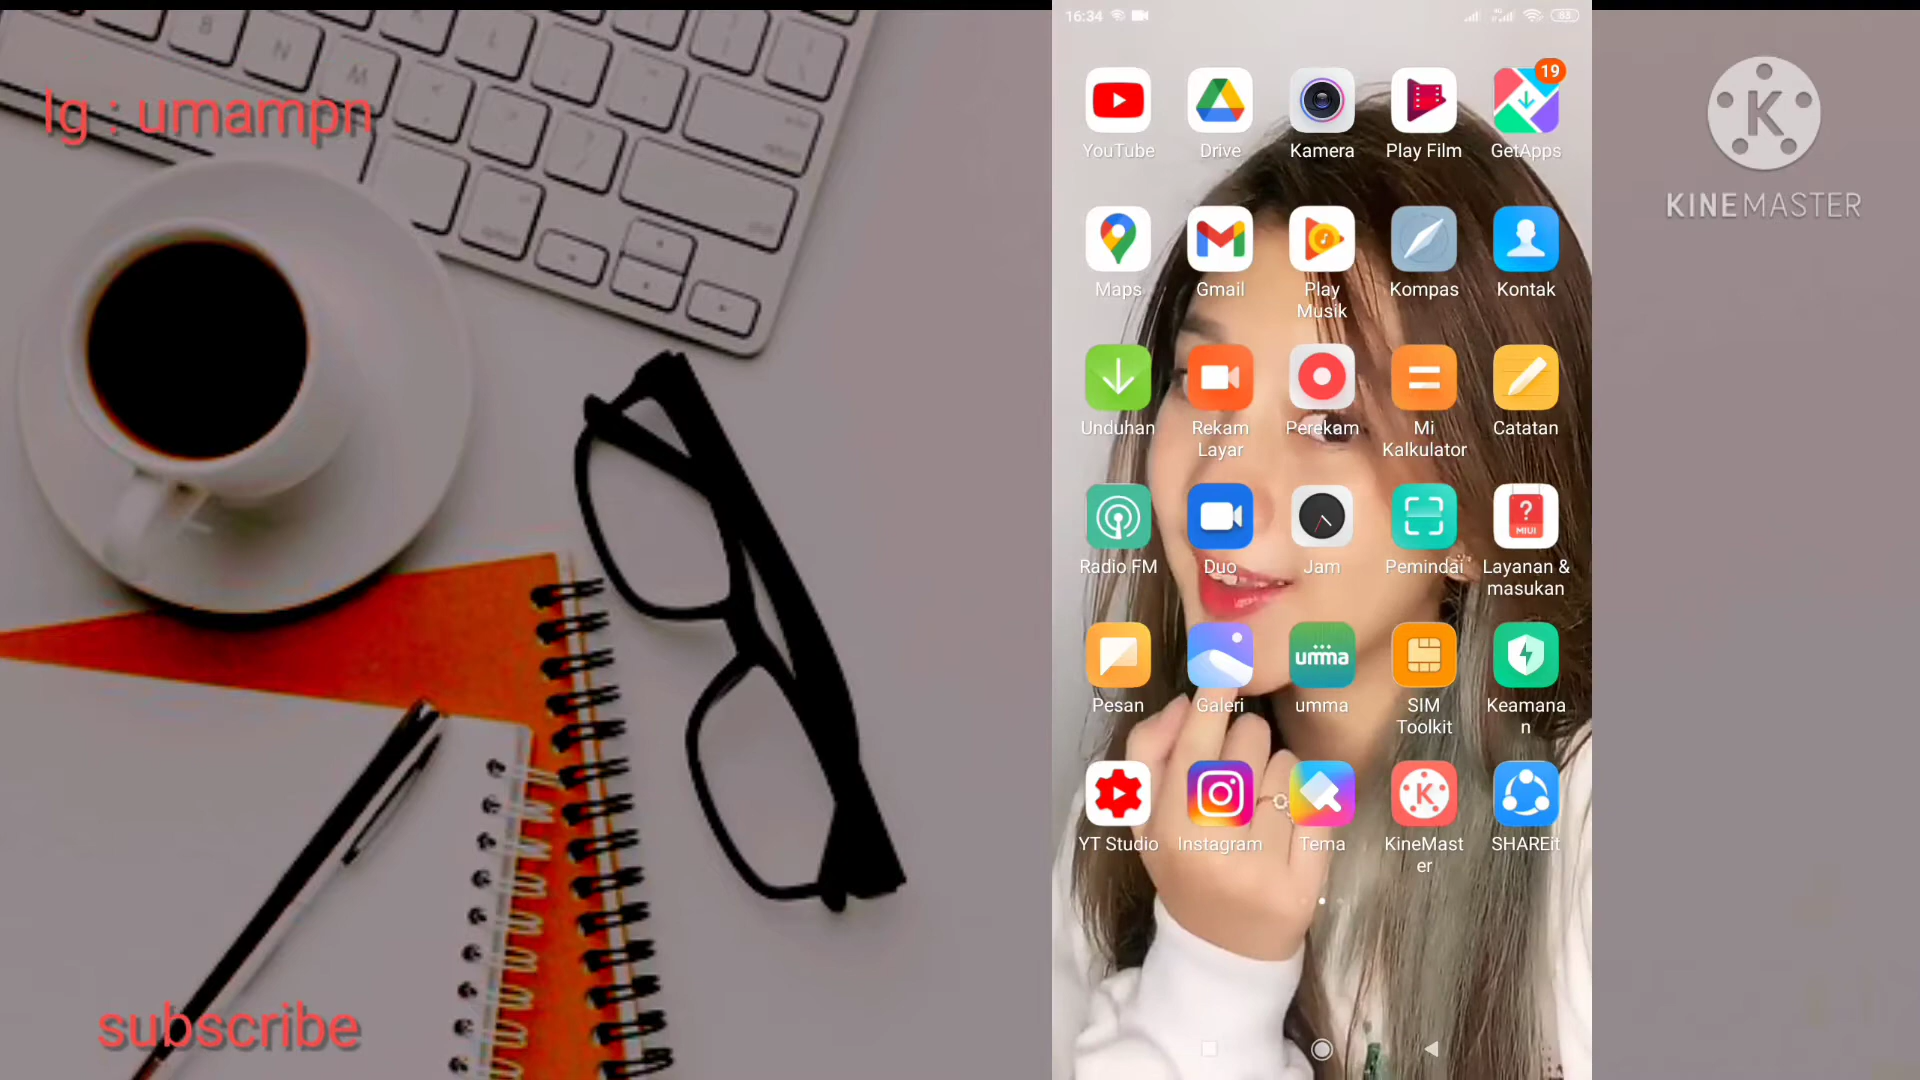 Ig : umampn
subscribe
16:34
83
19
YouTube
Drive
Kamera
Play Film
GetApps
Maps
Gmail
Play
Musik
Kompas
Kontak
Unduhan
Rekam
Layar
Perekam
Mi
Kalkulator
Catatan
MIUI
Radio FM
Duo
Jam
Pemindai
Layanan &
masukan
umma
Pesan
Galeri
umma
SIM
Toolkit
Keamana
n
K
YT Studio
Instagram
Tema
KineMast
er
SHAREit
K
KINEMASTER